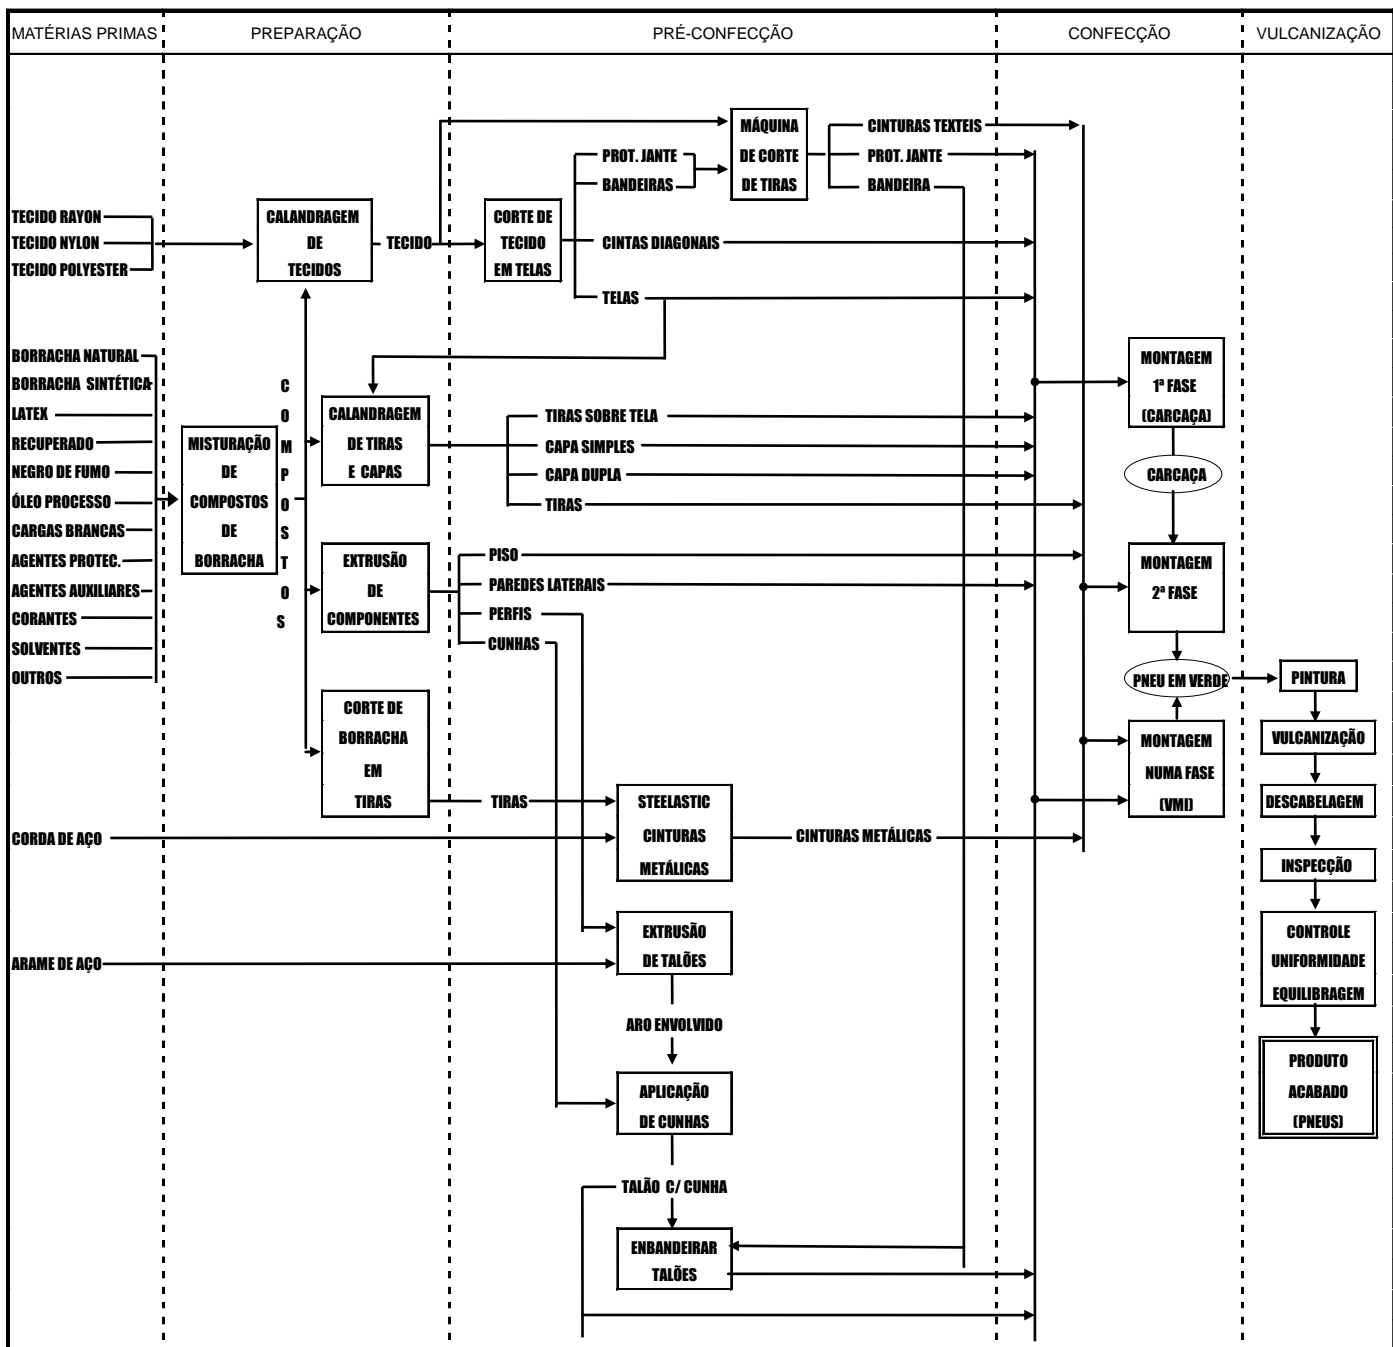 MATÉRIAS PRIMAS
PREPARAÇÃO
PRÉ-CONFECÇÃO
CONFECÇÃO
VULCANIZAÇÃO
TECIDO RAYON
TECIDO NYLON
TECIDO POLYESTER
BORRACHA NATURAL
BORRACHA SINTÉTICA
LATEX
RECUPERADO
NEGRO DE FUMO
ÓLEO PROCESSO
CARGAS BRANCAS
AGENTES PROTEC.
AGENTES AUXILIARES
CORANTES
SOLVENTES
OUTROS
CORDA DE AÇO
ARAME DE AÇO
CALANDRAGEM
DE
TECIDOS
TECIDO
MISTURAÇÃO
DE
COMPOSTOS
DE
BORRACHA
COMPOSTOS
CALANDRAGEM
DE TIRAS
E CAPAS
EXTRUSÃO
DE
COMPONENTES
CORTE DE
BORRACHA
EM
TIRAS
CORTE DE
TECIDO
EM TELAS
PROT. JANTE
BANDEIRAS
CINTAS DIAGONAIS
TELAS
MÁQUINA
DE CORTE
DE TIRAS
CINTURAS TEXTEIS
PROT. JANTE
BANDEIRA
TIRAS SOBRE TELA
CAPA SIMPLES
CAPA DUPLA
TIRAS
PISO
PAREDES LATERAIS
PERFIS
CUNHAS
TIRAS
STEELASTIC
CINTURAS
METÁLICAS
CINTURAS METÁLICAS
EXTRUSÃO
DE TALÕES
ARO ENVOLVIDO
APLICAÇÃO
DE CUNHAS
TALÃO C/ CUNHA
ENBANDEIRAR
TALÕES
MONTAGEM
1ª FASE
(CARCAÇA)
CARCAÇA
MONTAGEM
2ª FASE
PNEU EM VERDE
MONTAGEM
NUMA FASE
(VMI)
PINTURA
VULCANIZAÇÃO
DESCABELAGEM
INSPECÇÃO
CONTROLE
UNIFORMIDADE
EQUILIBRAGEM
PRODUTO
ACABADO
(PNEUS)